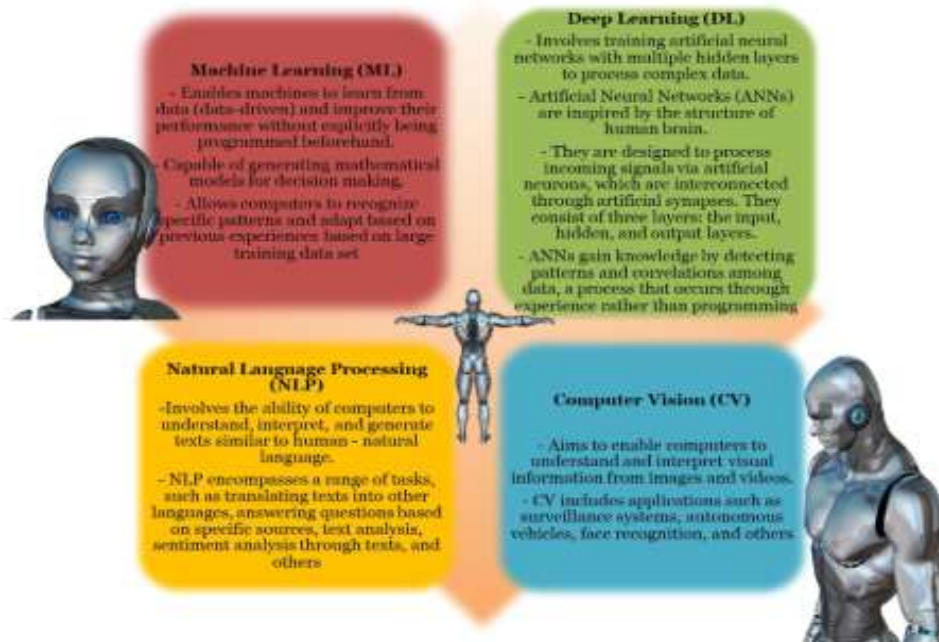 Machine Learning (ML)
- Enables machines to learn from
data (data-driven) and improve their
performance without explicitly being
programmed beforehand.
- Capable of generating mathematical
models for decision making.
- Allows computers to recognize
specific patterns and adapt based on
previous experiences based on large
training data set
Deep Learning (DL)
- Involves training artificial neural
networks with multiple hidden layers
to process complex data.
- Artificial Neural Networks (ANNs)
are inspired by the structure of
human brain.
- They are designed to process
incoming signals via artificial
neurons, which are interconnected
through artificial synapses. They
consist of three layers: the input,
hidden, and output layers.
- ANNs gain knowledge by detecting
patterns and correlations among
data, a process that occurs through
experience rather than programming
Natural Language Processing
(NLP)
-Involves the ability of computers to
understand, interpret, and generate
texts similar to human - natural
language.
- NLP encompasses a range of tasks,
such as translating texts into other
languages, answering questions based
on specific sources, text analysis,
sentiment analysis through texts, and
others
Computer Vision (CV)
- Aims to enable computers to
understand and interpret visual
information from images and videos.
- CV includes applications such as
surveillance systems, autonomous
vehicles, face recognition, and others